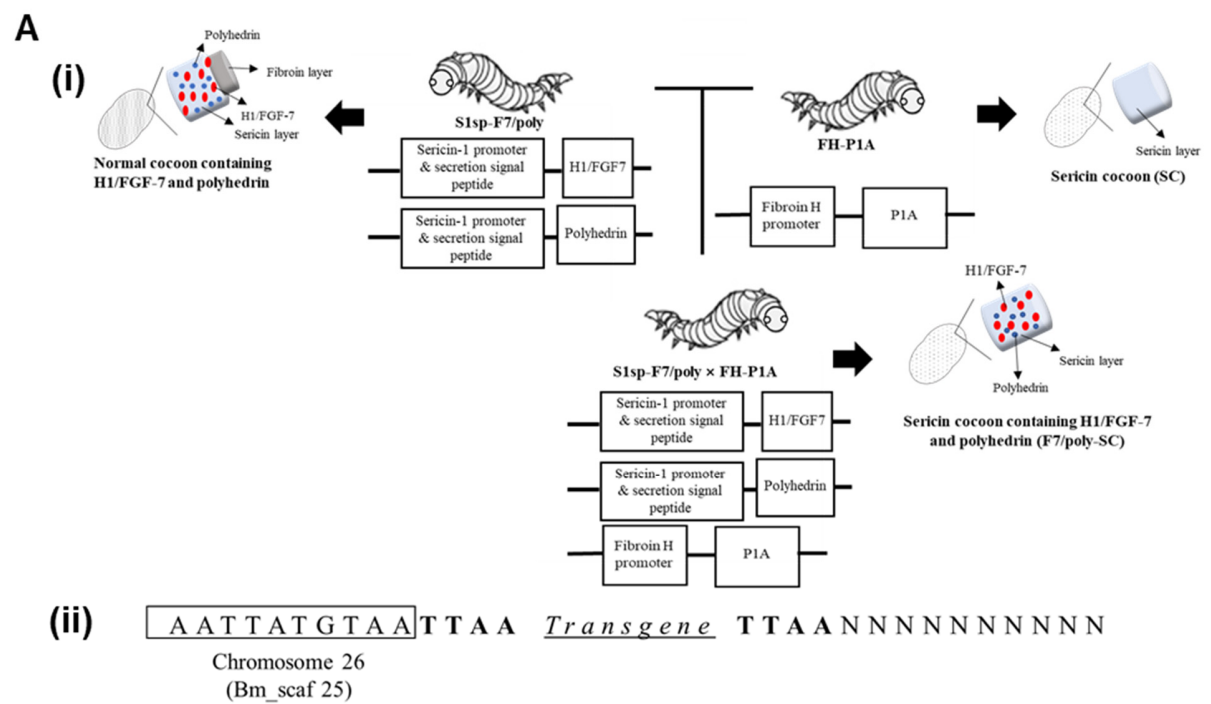 A
(i)
Polyhedrin
Fibroin layer
H1/FGF-7
Sericin layer
Normal cocoon containing
H1/FGF-7 and polyhedrin
S1sp-F7/poly
Sericin-1 promoter
& secretion signal
peptide
H1/FGF7
Sericin-1 promoter
& secretion signal
peptide
Polyhedrin
FH-P1A
Fibroin H
promoter
P1A
Sericin layer
Sericin cocoon (SC)
S1sp-F7/poly × FH-P1A
Sericin-1 promoter
& secretion signal
peptide
H1/FGF7
Sericin-1 promoter
& secretion signal
peptide
Polyhedrin
Fibroin H
promoter
P1A
H1/FGF-7
Sericin layer
Polyhedrin
Sericin cocoon containing H1/FGF-7
and polyhedrin (F7/poly-SC)
(ii)
A A T T A T G T A A T T A A Transgene T T A A N N N N N N N N N N
Chromosome 26
(Bm_scaf 25)